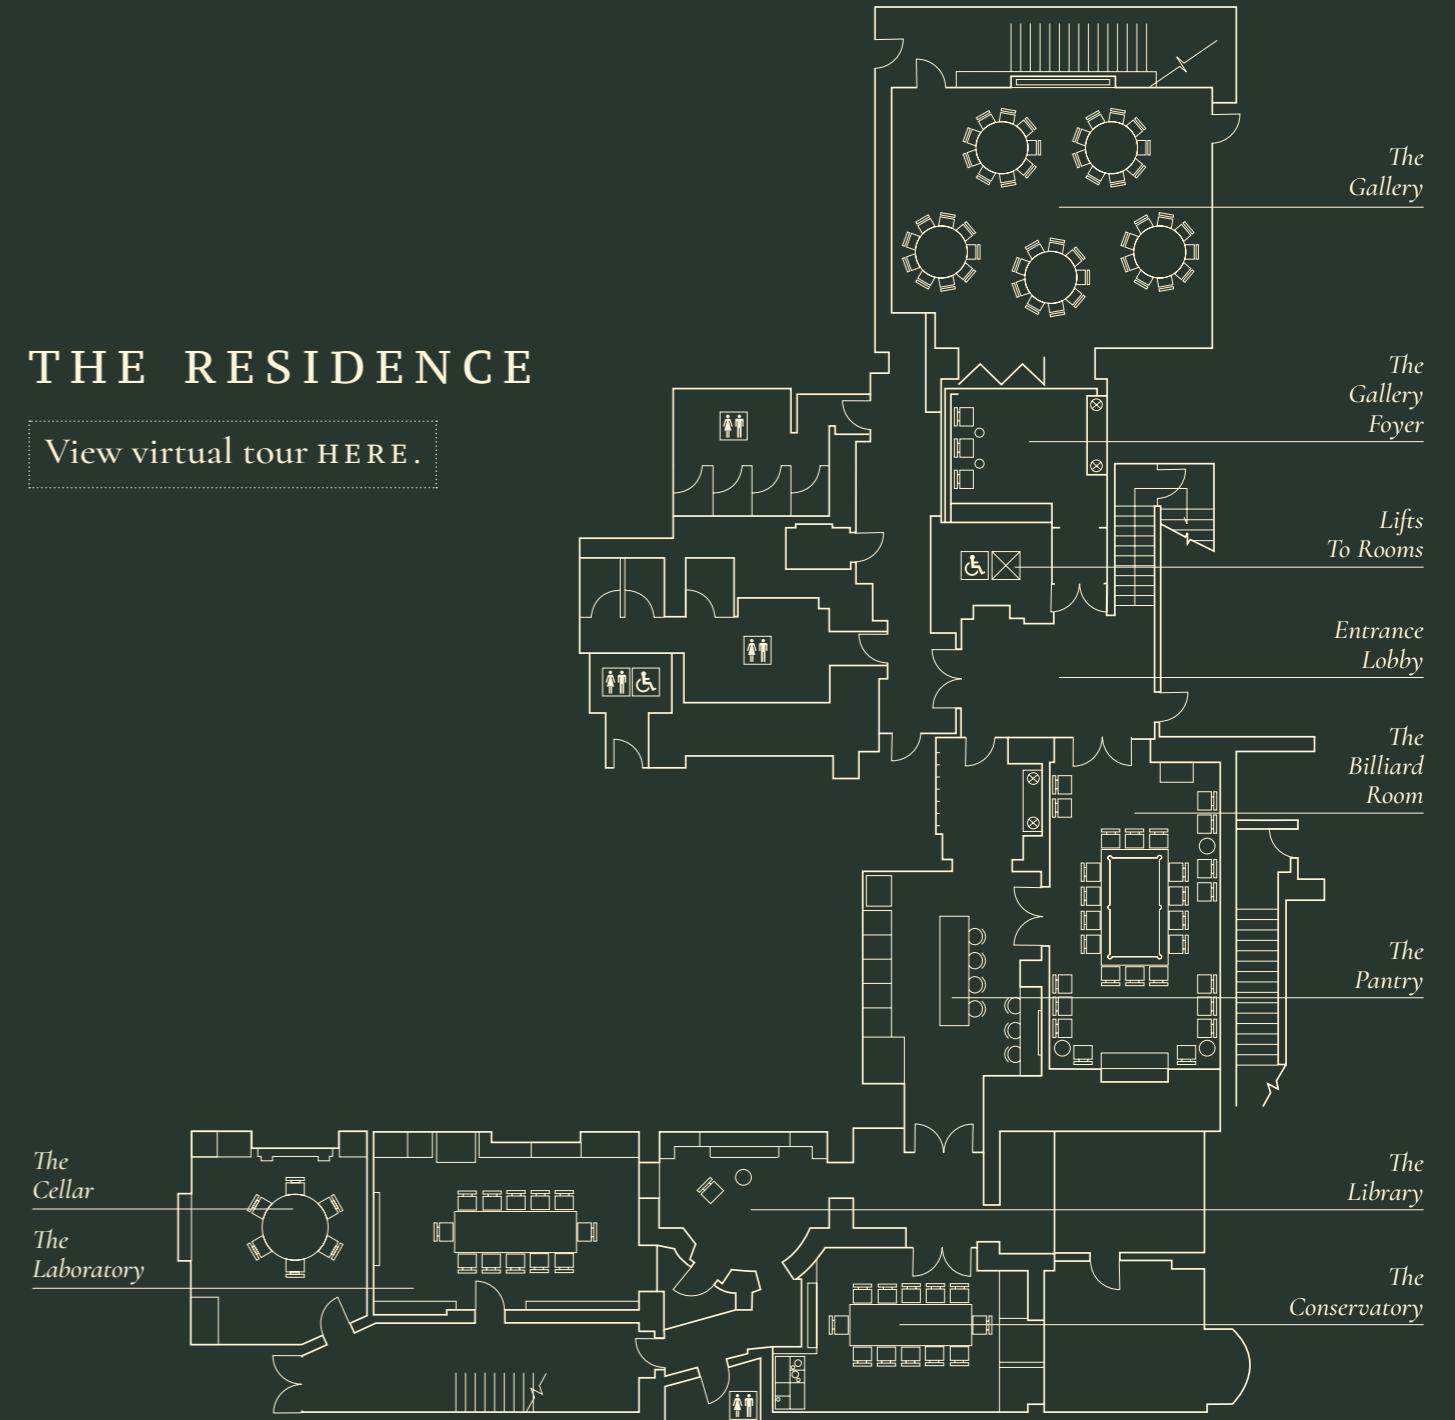 The
Gallery
THE RESIDENCE
View virtual tour HERE.
The
Gallery
Foyer
Lifts
To Rooms
Entrance
Lobby
The
Billiard
Room
The
Pantry
The
Cellar
The
Laboratory
The
Library
The
Conservatory